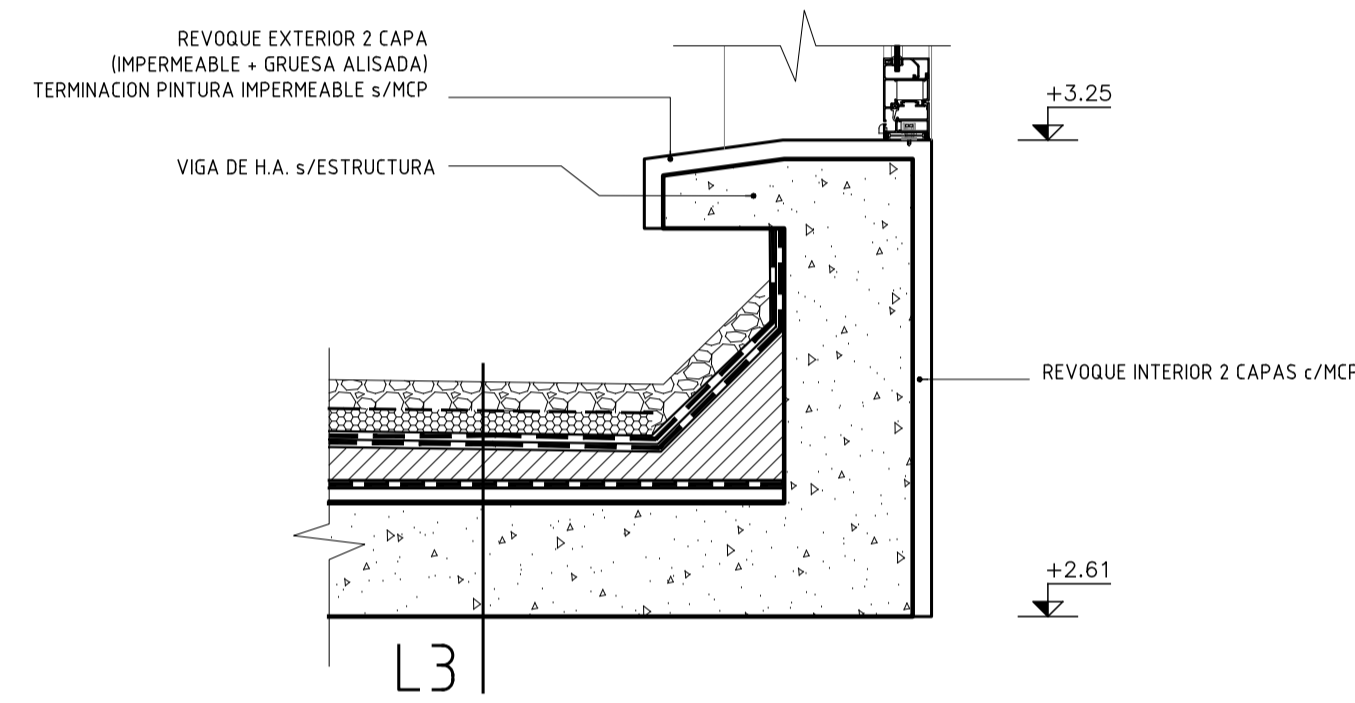 REVOQUE EXTERIOR 2 CAPA
(IMPERMEABLE + GRUESA ALISADA)
TERMINACION PINTURA IMPERMEABLE s/MCP
+3.25
VIGA DE H.A. s/ESTRUCTURA
REVOQUE INTERIOR 2 CAPAS c/MCP
+2.61
L3